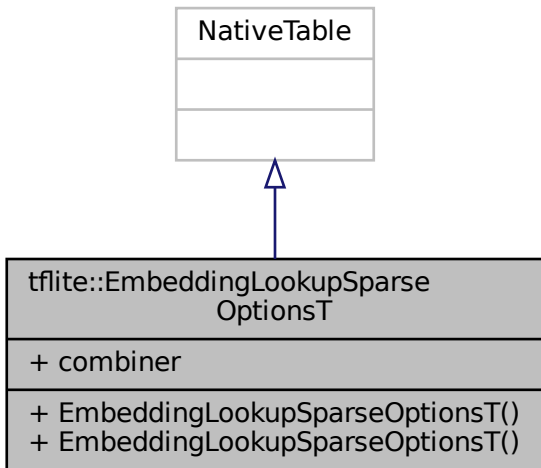 NativeTable
tflite::EmbeddingLookupSparse
OptionsT
+ combiner
+ EmbeddingLookupSparseOptionsT()
+ EmbeddingLookupSparseOptionsT()